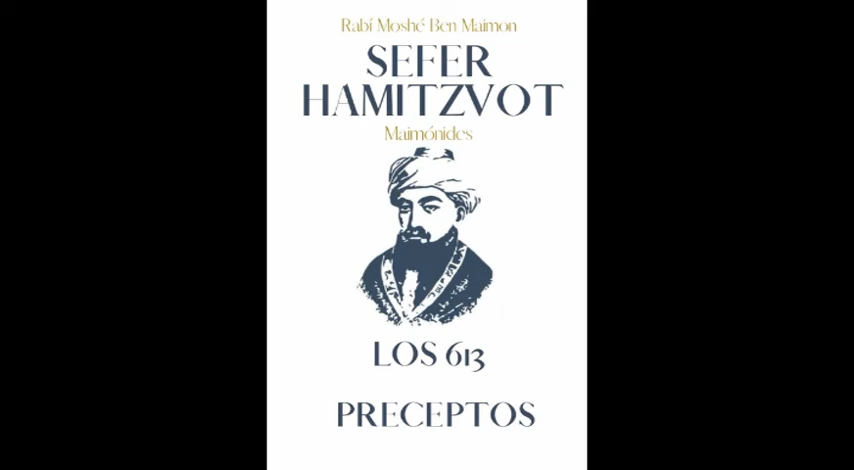 Rabí Moshé Ben Maimon
SEFER
HAMITZVOT
Maimónides
LOS 613
PRECEPTOS